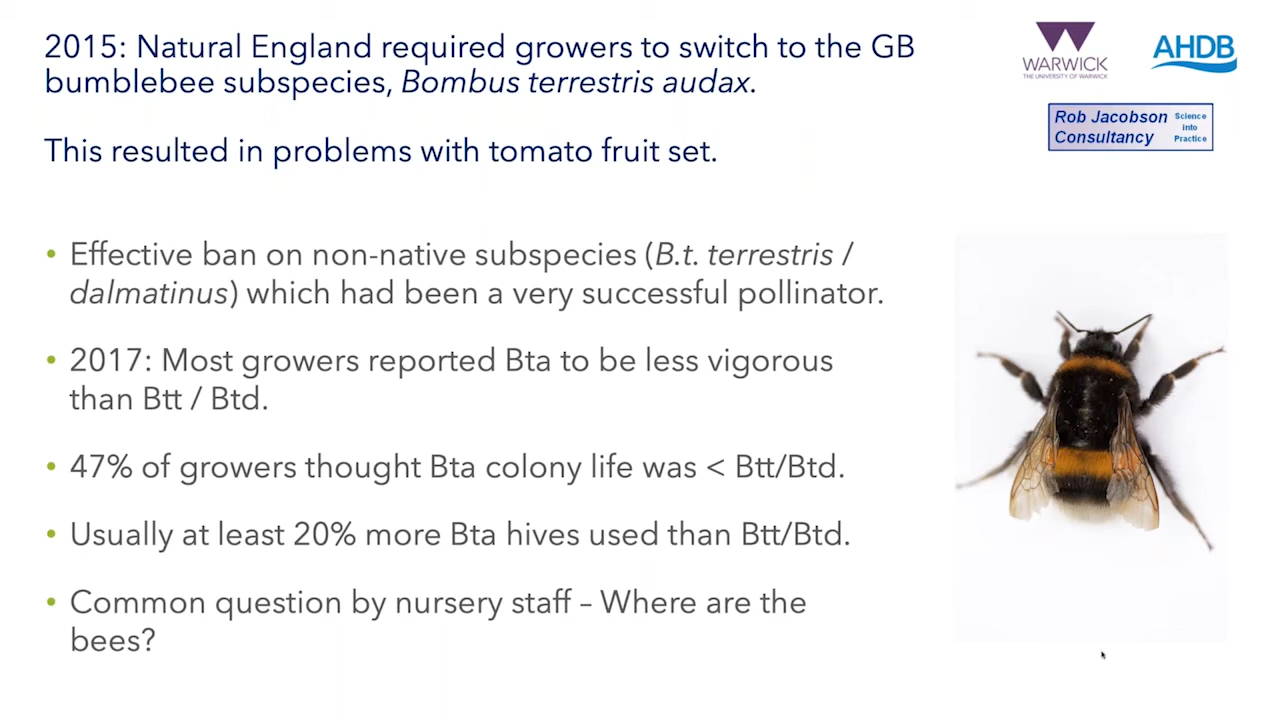 2015: Natural England required growers to switch to the GB
bumblebee subspecies, Bombus terrestris audax.
This resulted in problems with tomato fruit set.
• Effective ban on non-native subspecies (B.t. terrestris /
dalmatinus) which had been a very successful pollinator.
• 2017: Most growers reported Bta to be less vigorous
than Btt / Btd.
• 47% of growers thought Bta colony life was < Btt/Btd.
• Usually at least 20% more Bta hives used than Btt/Btd.
• Common question by nursery staff – Where are the
bees?
WARWICK
THE UNIVERSITY OF WARWICK
AHDB
Rob Jacobson
Consultancy
Science
into
Practice